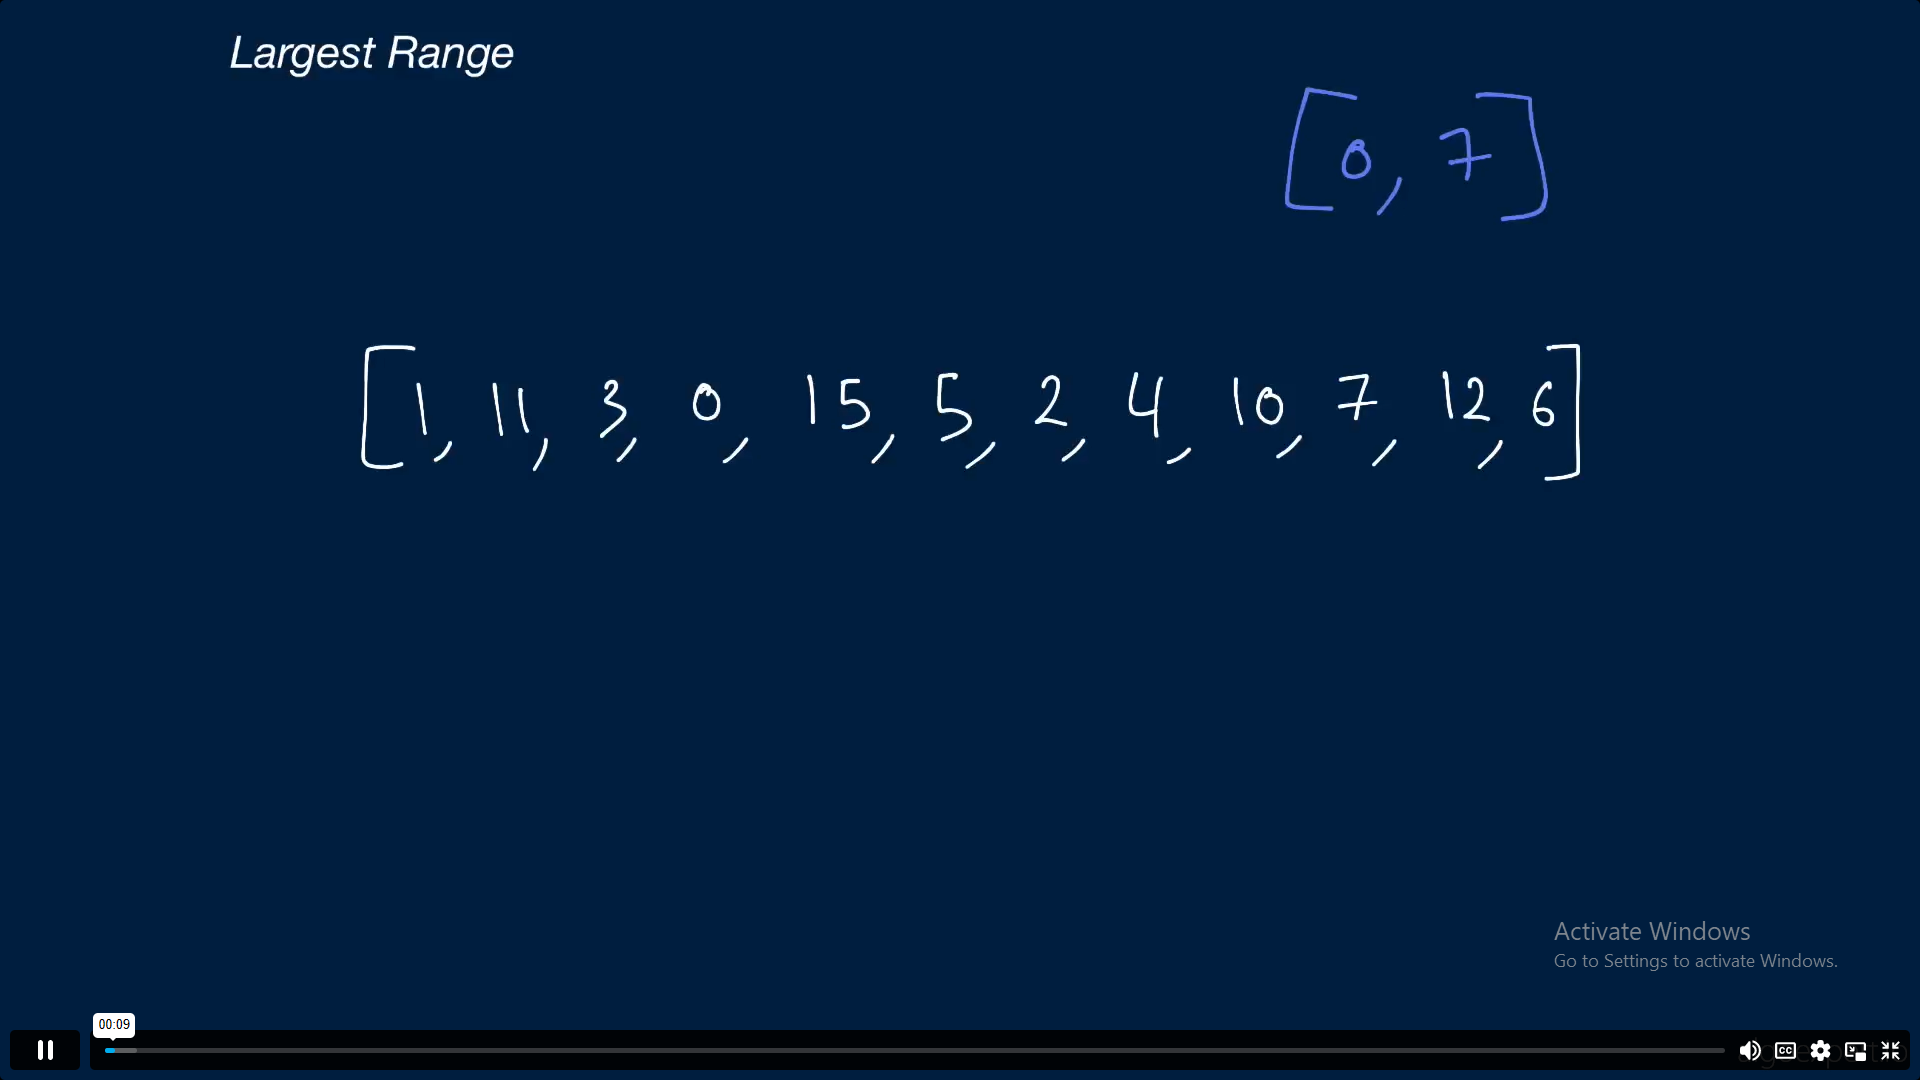 Largest Range
[0, 7]
[1, 11, 3, 0, 15, 5, 2, 4, 10, 7, 12, 6]
Activate Windows
Go to Settings to activate Windows.
00:09
CC